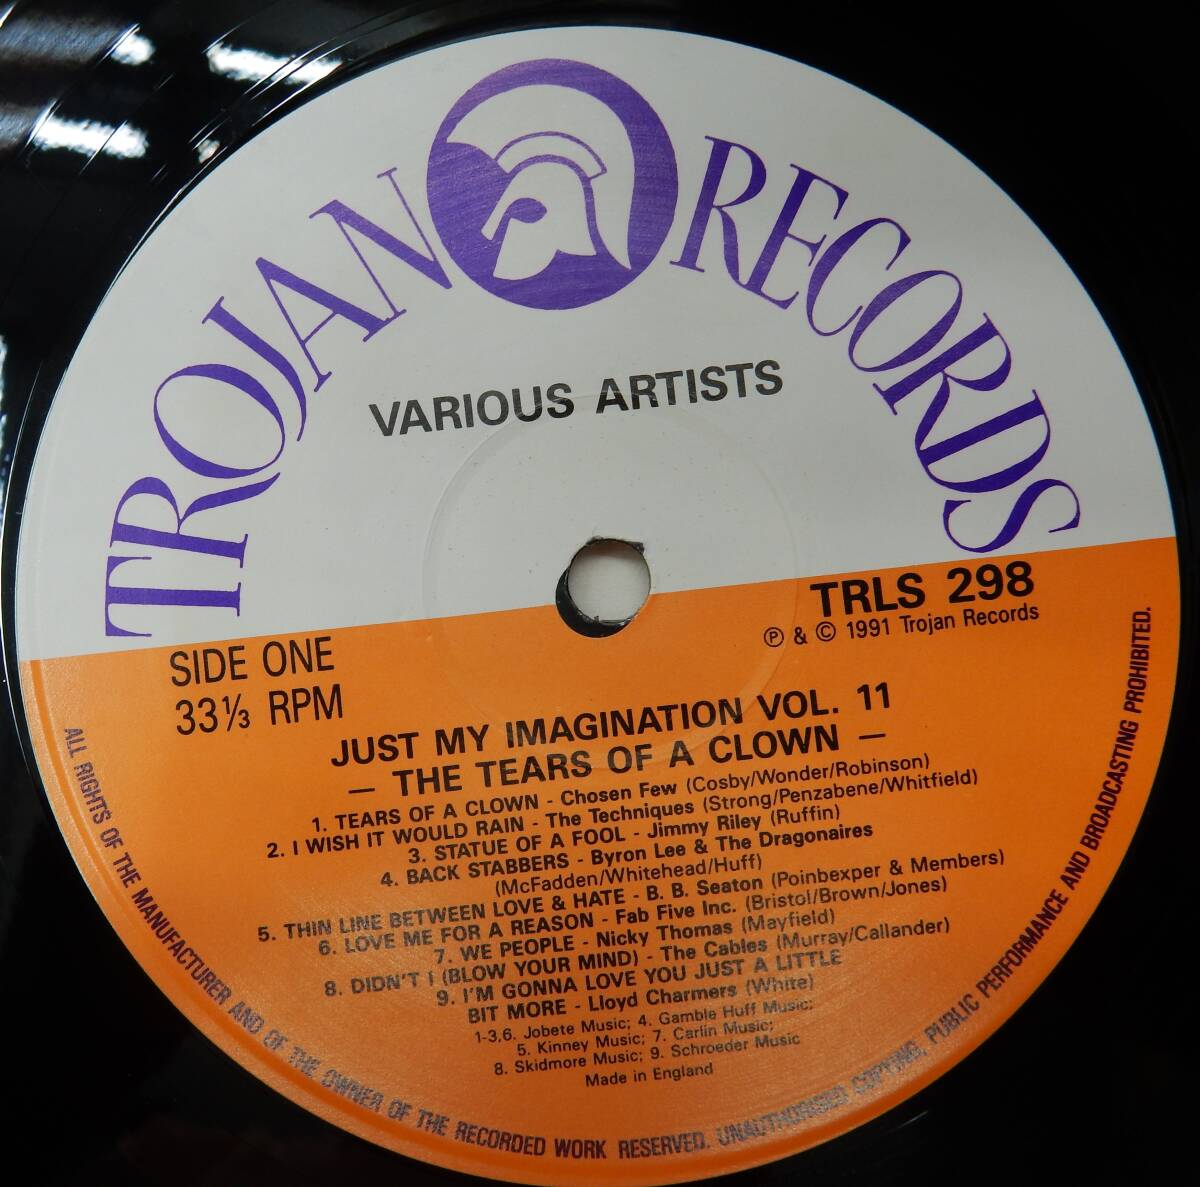 TROJAN RECORDS
VARIOUS ARTISTS
TRLS 298
Ⓟ & © 1991 Trojan Records
SIDE ONE
33⅓ RPM
JUST MY IMAGINATION VOL. 11
— THE TEARS OF A CLOWN —
1. TEARS OF A CLOWN - Chosen Few (Cosby/Wonder/Robinson)
2. I WISH IT WOULD RAIN - The Techniques (Strong/Penzabene/Whitfield)
3. STATUE OF A FOOL - Jimmy Riley (Ruffin)
4. BACK STABBERS - Byron Lee & The Dragonaires
(McFadden/Whitehead/Huff)
5. THIN LINE BETWEEN LOVE & HATE - B. B. Seaton (Poinbexper & Members)
6. LOVE ME FOR A REASON - Fab Five Inc. (Bristol/Brown/Jones)
7. WE PEOPLE - Nicky Thomas (Mayfield)
8. DIDN'T I (BLOW YOUR MIND) - The Cables (Murray/Callander)
9. I'M GONNA LOVE YOU JUST A LITTLE
BIT MORE - Lloyd Charmers (White)
1-3,6. Jobete Music; 4. Gamble Huff Music;
5. Kinney Music; 7. Carlin Music;
8. Skidmore Music; 9. Schroeder Music
Made in England
ALL RIGHTS OF THE MANUFACTURER AND OF THE OWNER OF THE RECORDED WORK RESERVED. UNAUTHORISED COPYING, PUBLIC PERFORMANCE AND BROADCASTING PROHIBITED.